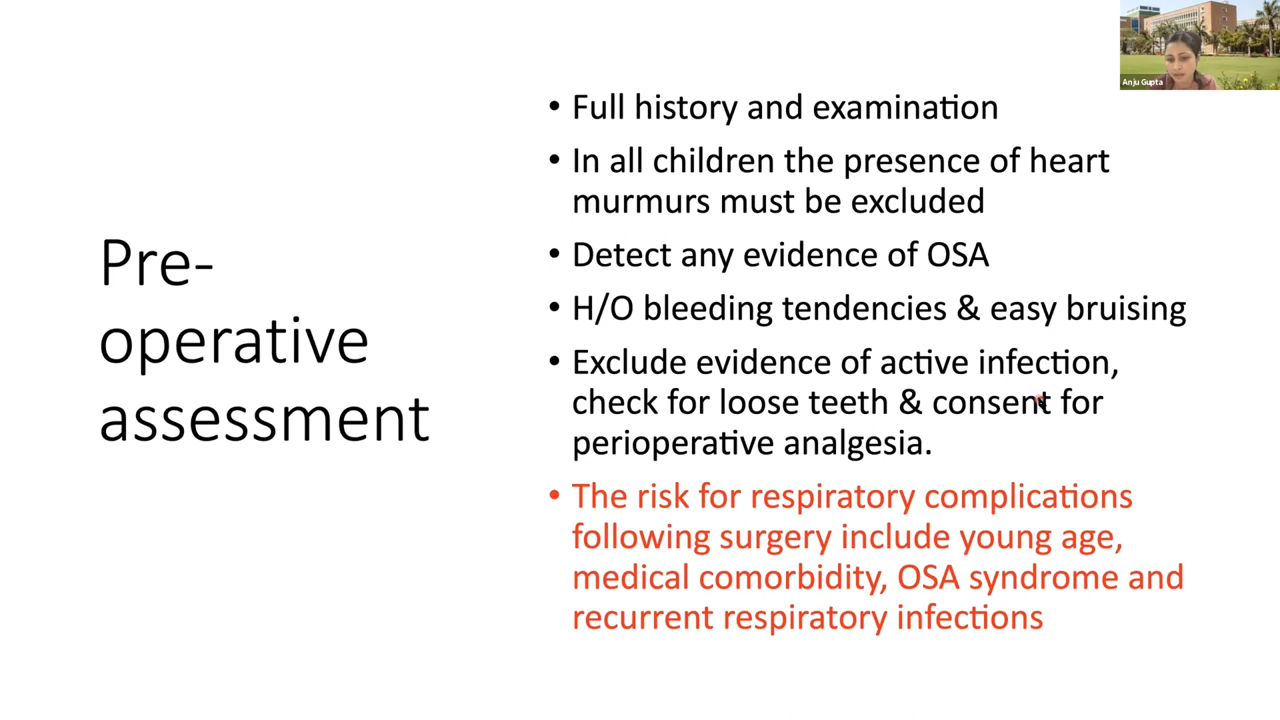 Anju Gupta
Pre-
operative
assessment
• Full history and examination
• In all children the presence of heart
murmurs must be excluded
• Detect any evidence of OSA
• H/O bleeding tendencies & easy bruising
• Exclude evidence of active infection,
check for loose teeth & consent for
perioperative analgesia.
• The risk for respiratory complications
following surgery include young age,
medical comorbidity, OSA syndrome and
recurrent respiratory infections